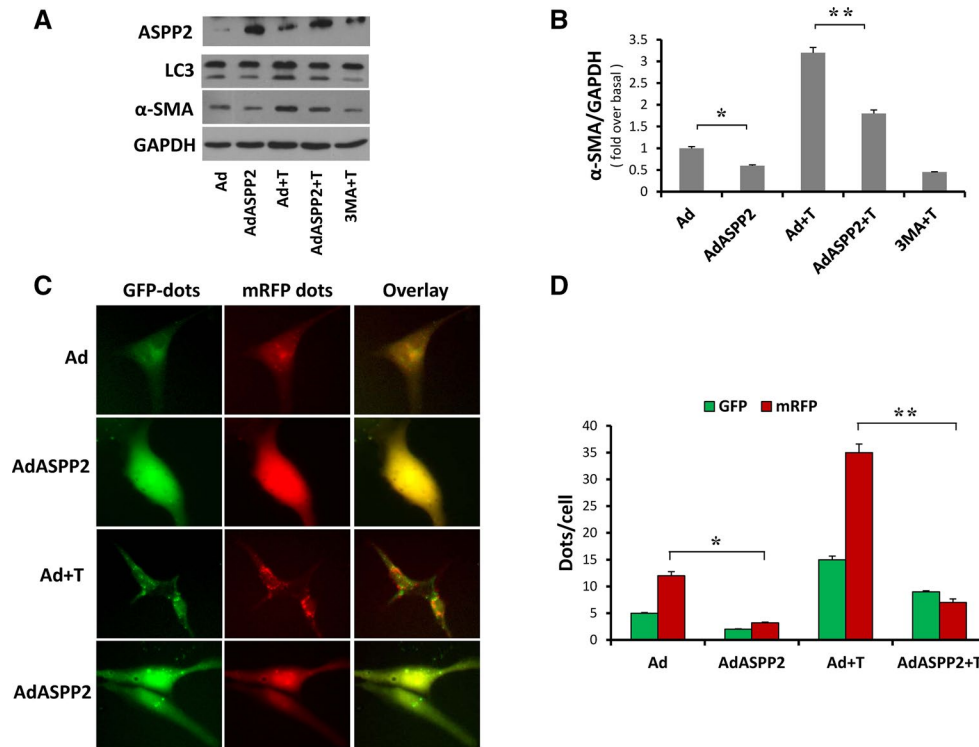 A
ASPP2
LC3
α-SMA
GAPDH
Ad
AdASPP2
Ad+T
AdASPP2+T
3MA+T
B
α-SMA/GAPDH
( fold over basal )
3.5
3
2.5
2
1.5
1
0.5
0
*
**
Ad
AdASPP2
Ad+T
AdASPP2+T
3MA+T
C
GFP-dots mRFP dots Overlay
Ad
AdASPP2
Ad+T
AdASPP2
D
GFP mRFP
Dots/cell
40
35
30
25
20
15
10
5
0
*
**
Ad AdASPP2 Ad+T AdASPP2+T